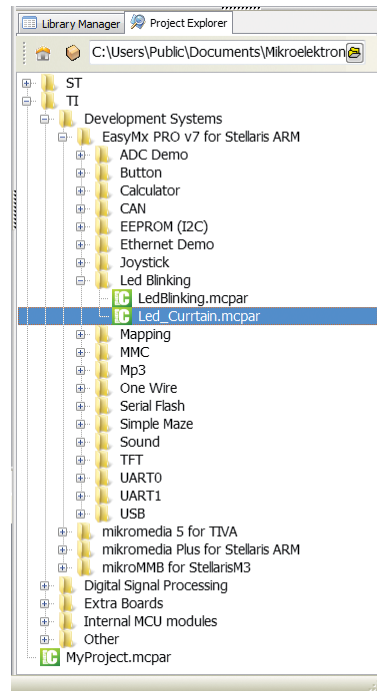 Library Manager Project Explorer
C:\Users\Public\Documents\Mikroelektron
ST
TI
Development Systems
EasyMx PRO v7 for Stellaris ARM
ADC Demo
Button
Calculator
CAN
EEPROM (I2C)
Ethernet Demo
Joystick
Led Blinking
LedBlinking.mcpar
Led_Currtain.mcpar
Mapping
MMC
Mp3
One Wire
Serial Flash
Simple Maze
Sound
TFT
UART0
UART1
USB
mikromedia 5 for TIVA
mikromedia Plus for Stellaris ARM
mikroMMB for StellarisM3
Digital Signal Processing
Extra Boards
Internal MCU modules
Other
MyProject.mcpar